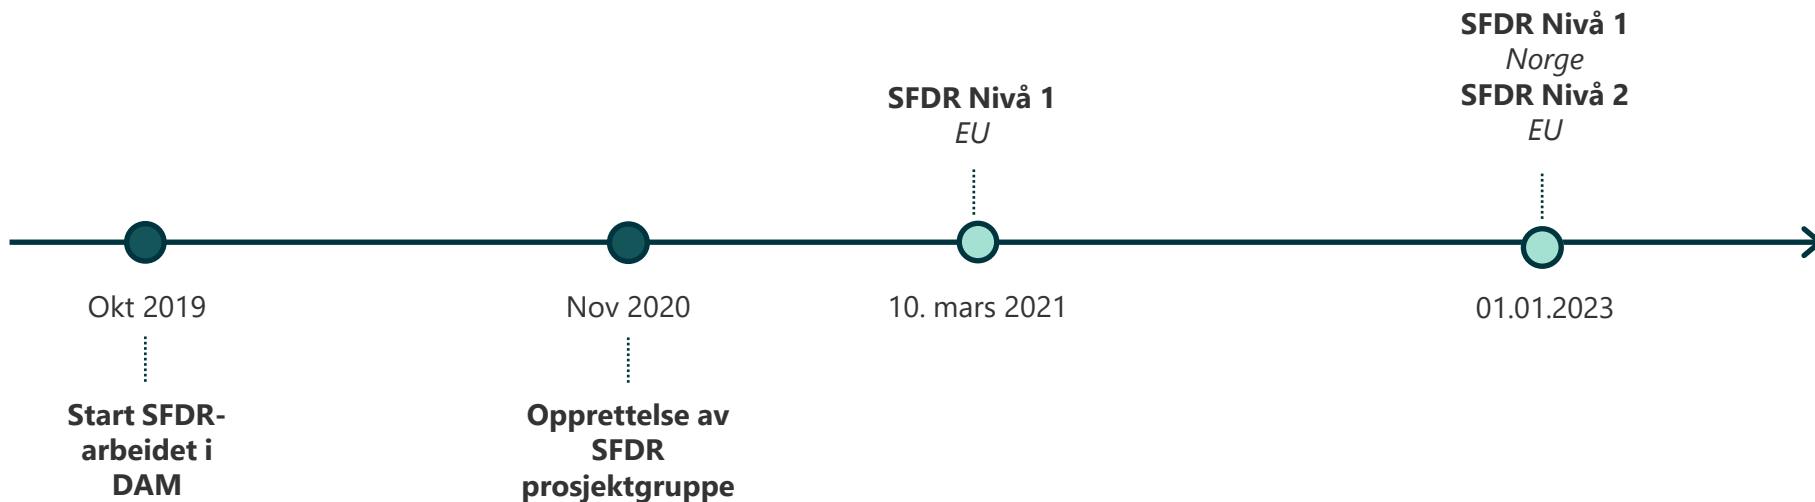 SFDR Nivå 1
Norge
SFDR Nivå 2
EU
SFDR Nivå 1
EU
Okt 2019
Nov 2020
10. mars 2021
01.01.2023
Start SFDR-
arbeidet i
DAM
Opprettelse av
SFDR
prosjektgruppe